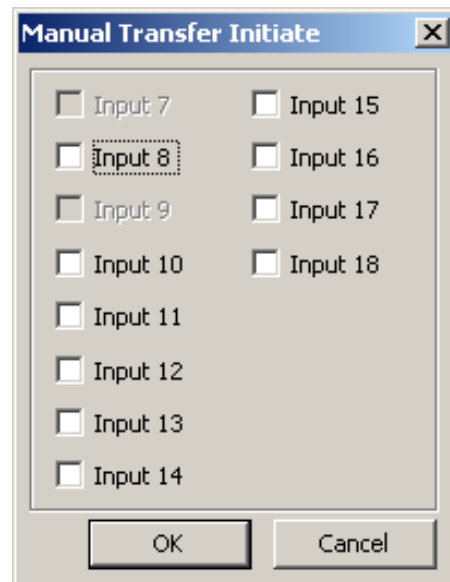 Manual Transfer Initiate
Input 7
Input 8
Input 9
Input 10
Input 11
Input 12
Input 13
Input 14
Input 15
Input 16
Input 17
Input 18
OK
Cancel